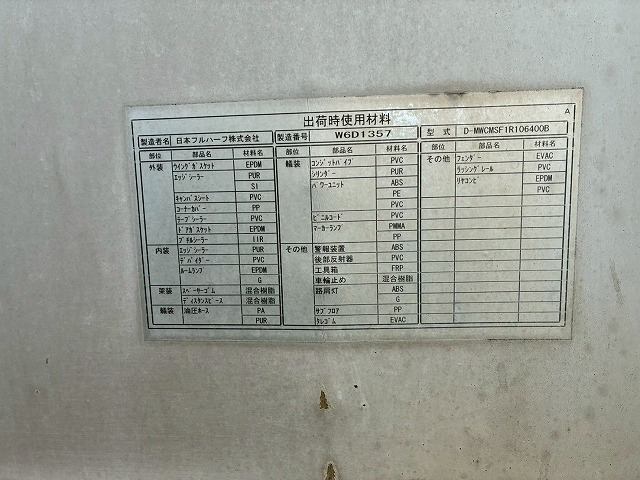 出荷時使用材料 A
製造者名 日本フルハーフ株式会社 製造番号 W6D1357 型式 D-MWCMSF1R106400B
部位 部品名 材料名 部位 部品名 材料名 部位 部品名 材料名
外装 ウイングガスケット EPDM 艤装 コンジットパイプ PVC その他 フェンダー EVAC
エッジシーラー PUR シリンダー PUR ラッシングレール PVC
SI パワーユニット ABS リヤコンビ EPDM
キャンバスシート PVC PE PVC
コーナーカバー PP PVC
テープシーラー PVC ビニルコード PVC
ドアガスケット EPDM マーカーランプ PMMA
ブチルシーラー IIR PP
内装 エッジシーラー PUR その他 警報装置 ABS
デバイダー PVC 後部反射器 PVC
ルームランプ EPDM 工具箱 FRP
G 車輪止め 混合樹脂
架装 スペーサーゴム 混合樹脂 路肩灯 ABS
ディスタンスピース 混合樹脂 G
艤装 油圧ホース PA サブフロア PP
PUR タレゴム EVAC